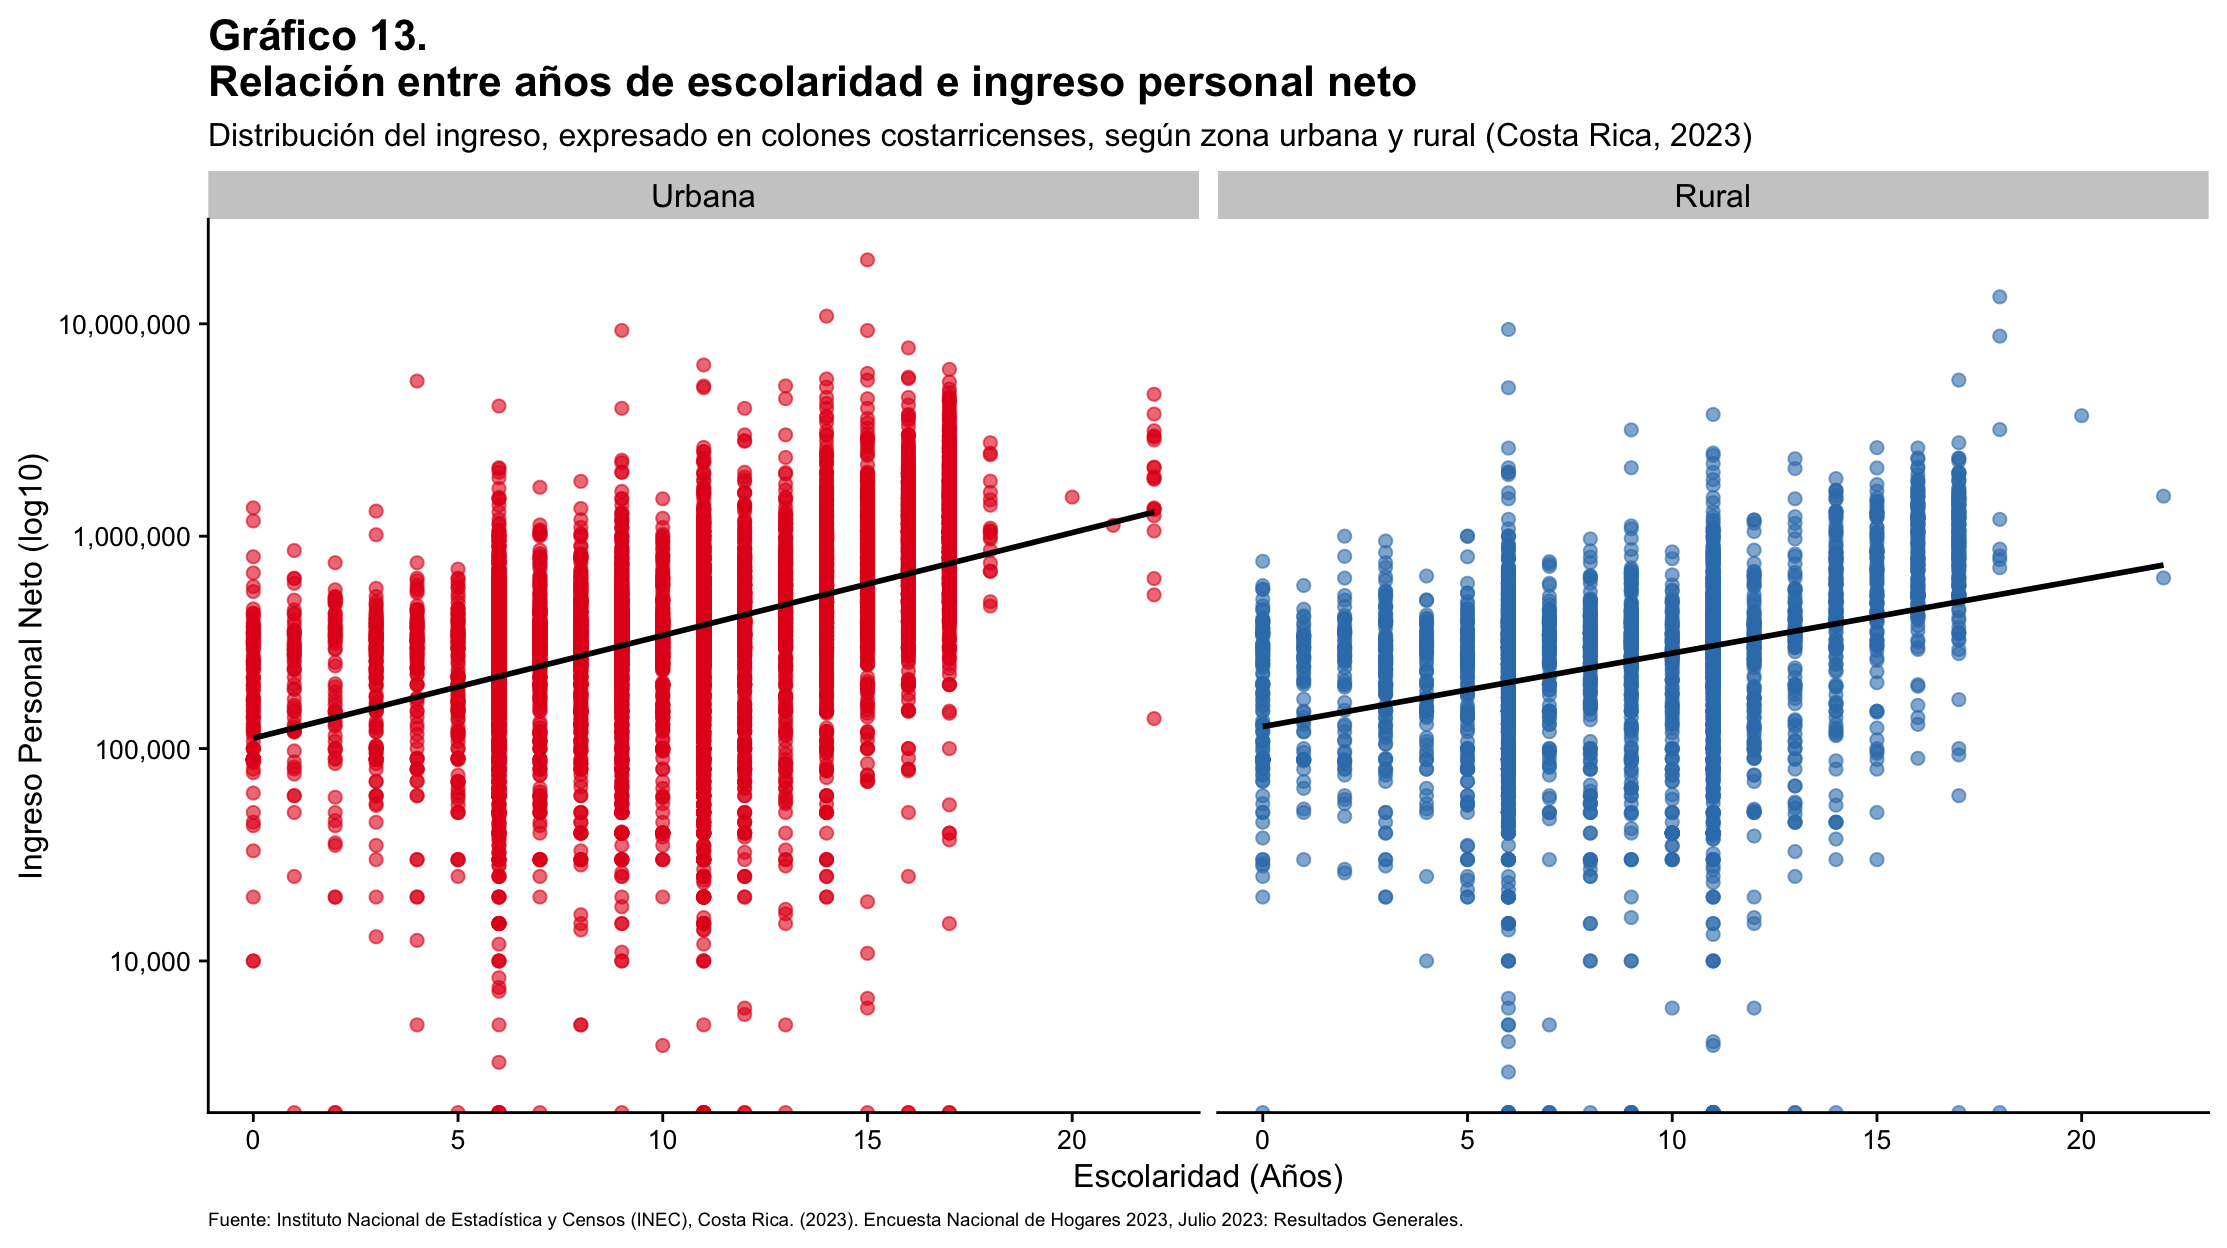 Gráfico 13.
Relación entre años de escolaridad e ingreso personal neto
Distribución del ingreso, expresado en colones costarricenses, según zona urbana y rural (Costa Rica, 2023)
Urbana
Rural
Ingreso Personal Neto (log10)
10,000,000
1,000,000
100,000
10,000
0 5 10 15 20
0 5 10 15 20
Escolaridad (Años)
Fuente: Instituto Nacional de Estadística y Censos (INEC), Costa Rica. (2023). Encuesta Nacional de Hogares 2023, Julio 2023: Resultados Generales.